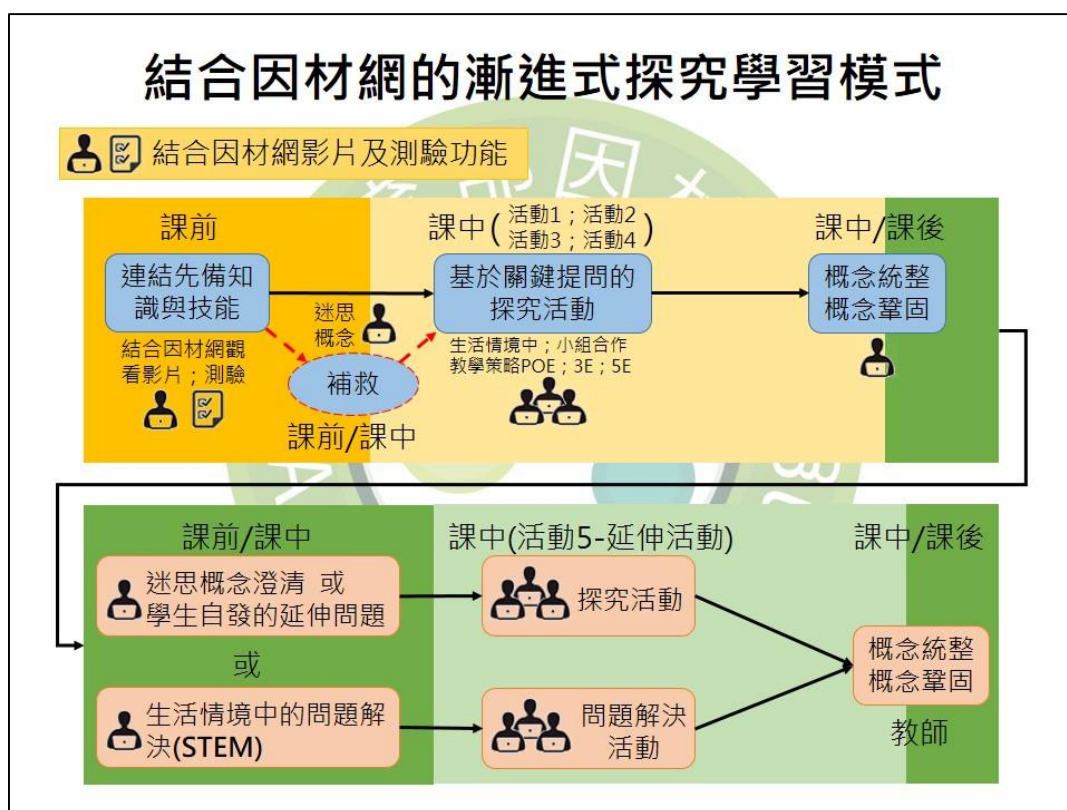 結合因材網的漸進式探究學習模式
結合因材網影片及測驗功能
課前
連結先備知
識與技能
結合因材網觀
看影片；測驗
迷思
概念
補救
課前/課中
課中(活動1；活動2
活動3；活動4)
基於關鍵提問的
探究活動
生活情境中；小組合作
教學策略POE；3E；5E
課中/課後
概念統整
概念鞏固
課前/課中
迷思概念澄清 或
學生自發的延伸問題
或
生活情境中的問題解
決(STEM)
課中(活動5-延伸活動)
探究活動
問題解決
活動
課中/課後
概念統整
概念鞏固
教師
因